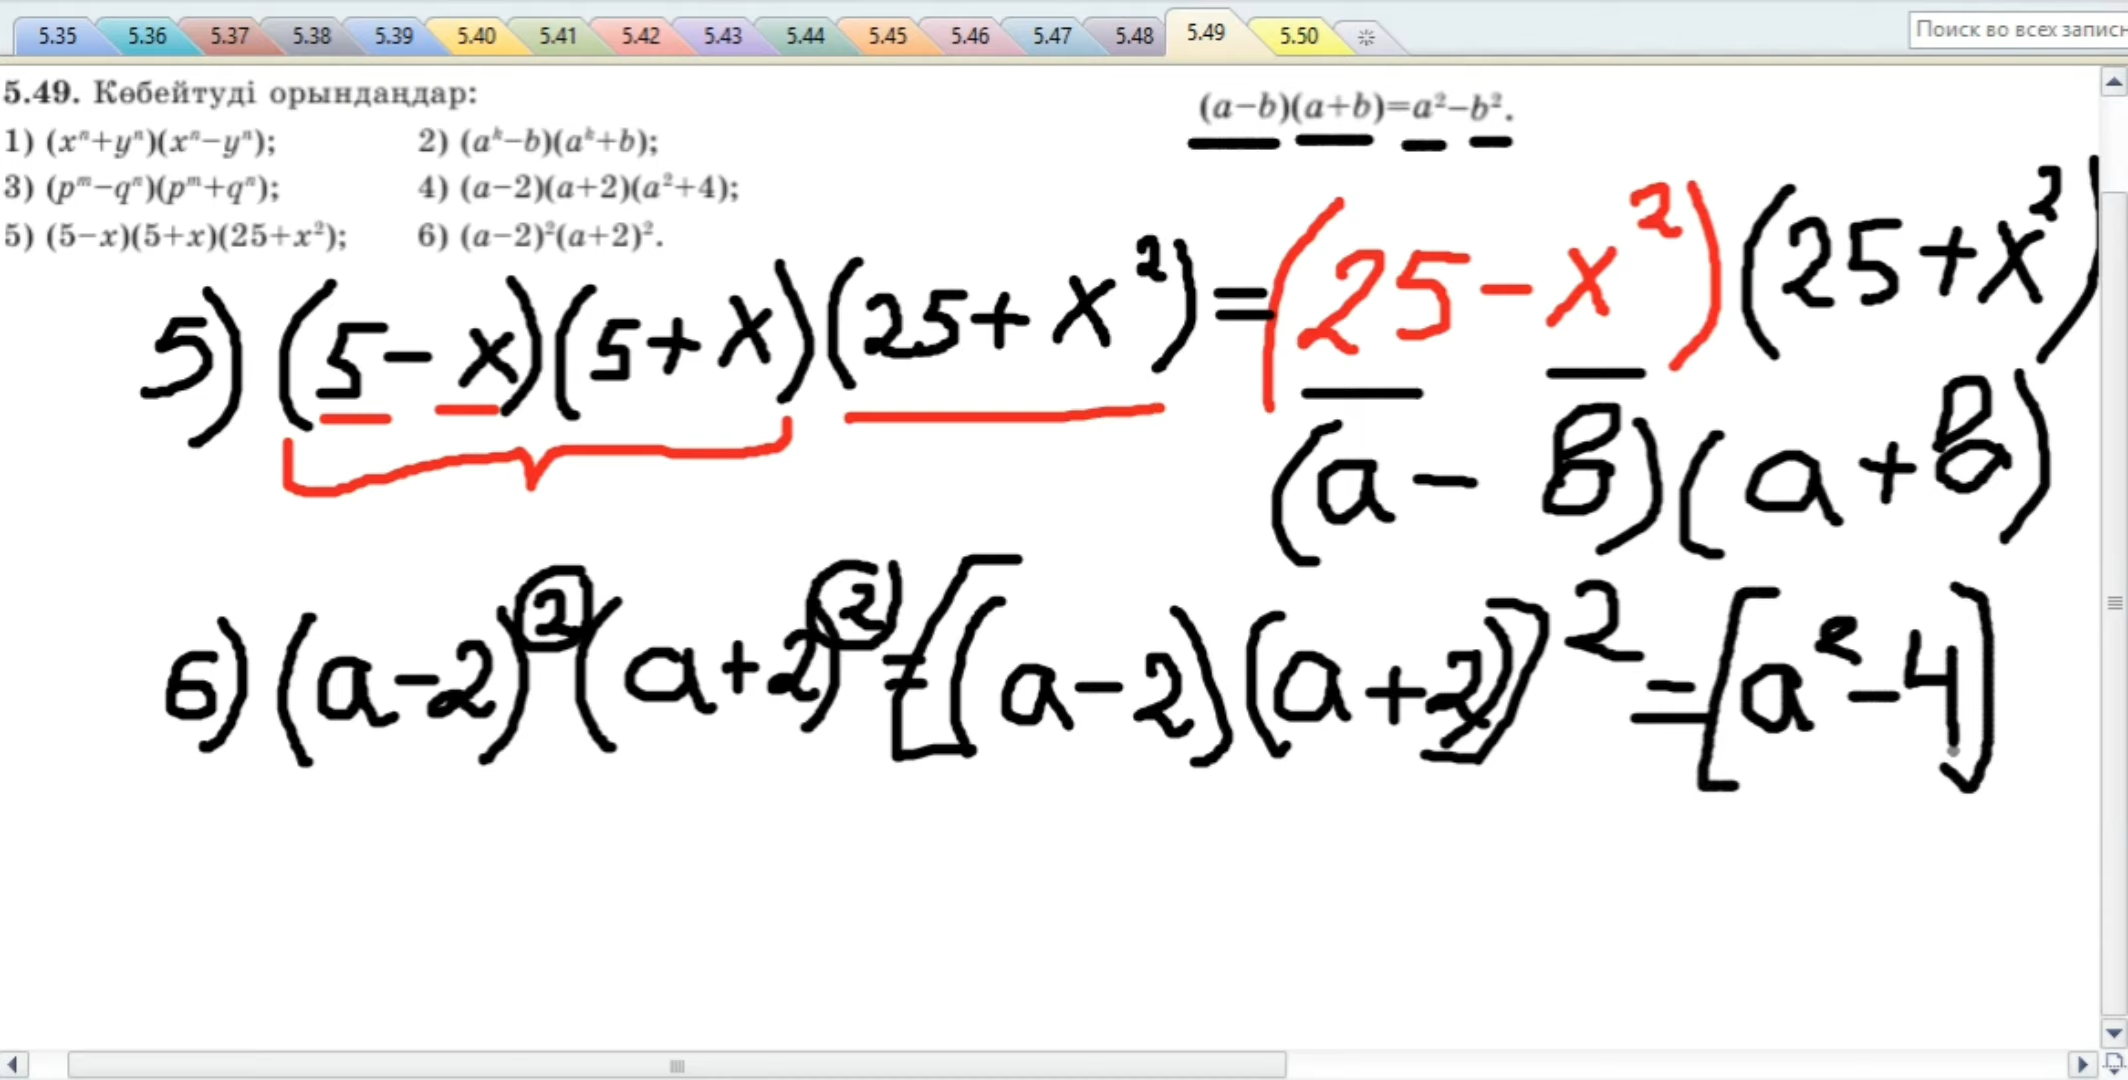 5.35 5.36 5.37 5.38 5.39 5.40 5.41 5.42 5.43 5.44 5.45 5.46 5.47 5.48 5.49 5.50
Поиск во всех запис
5.49. Көбейтуді орындаңдар:
1) (xⁿ+yⁿ)(xⁿ−yⁿ); 2) (aᵏ−b)(aᵏ+b);
3) (pᵐ−qⁿ)(pᵐ+qⁿ); 4) (a−2)(a+2)(a²+4);
5) (5−x)(5+x)(25+x²); 6) (a−2)²(a+2)².
(a−b)(a+b)=a²−b².
5) (5−x)(5+x)(25+x²)=(25−x²)(25+x²)
(a−в)(a+в)
6) (a−2)²(a+2)²=[(a−2)(a+2)]²=[a²−4]